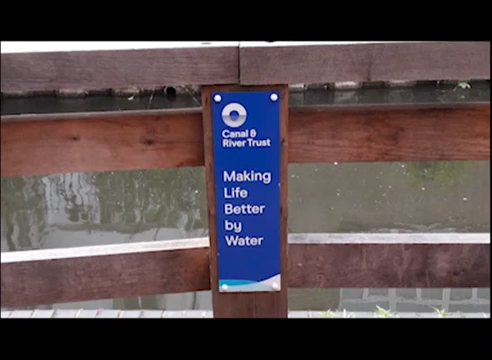 Canal &
River Trust
Making
Life
Better
by
Water